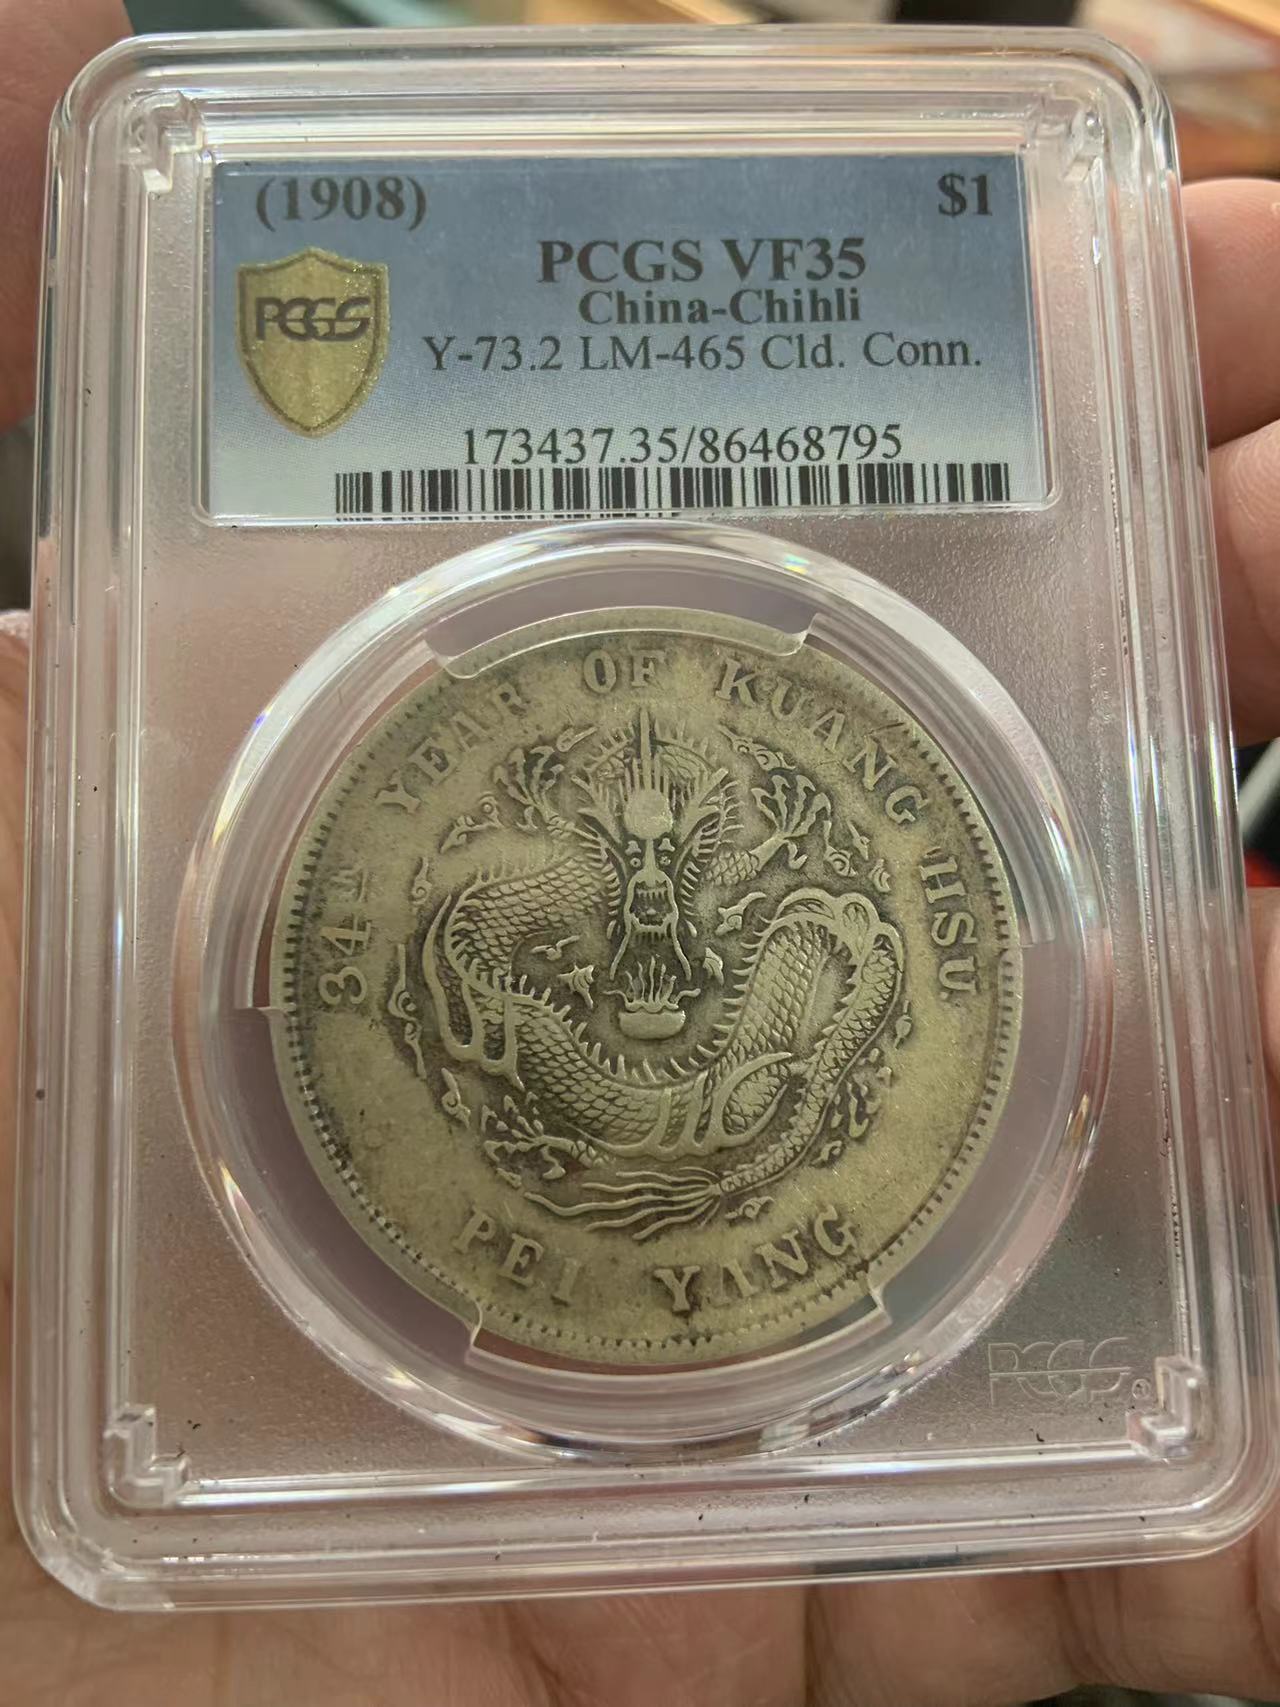 (1908) $1
PCGS VF35
China-Chihli
PCGS
Y-73.2 LM-465 Cld. Conn.
173437.35/86468795
34TH YEAR OF KUANG HSU
PEI YANG
PCGS